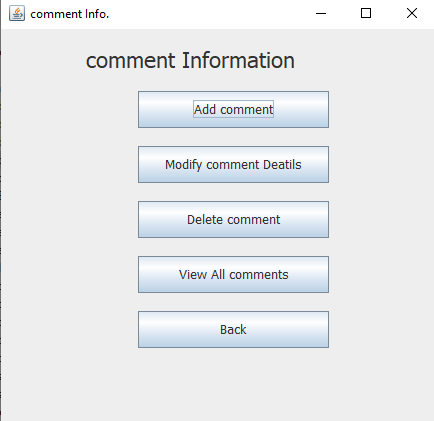 comment Info.
comment Information
Add comment
Modify comment Deatils
Delete comment
View All comments
Back